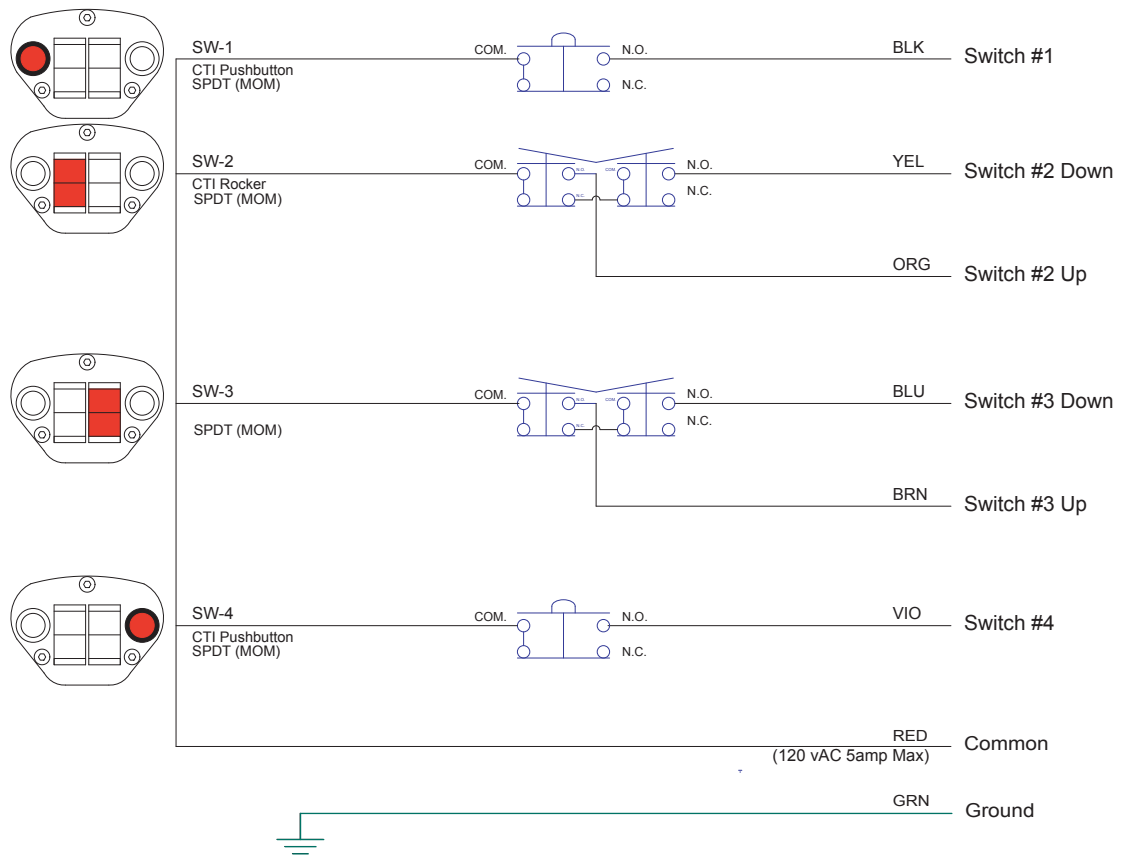 SW-1
COM.
N.O.
BLK
Switch #1
CTI Pushbutton
SPDT (MOM)
N.C.
SW-2
COM.
N.O.
COM.
N.O.
YEL
Switch #2 Down
CTI Rocker
SPDT (MOM)
N.C.
N.C.
ORG
Switch #2 Up
SW-3
COM.
N.O.
COM.
N.O.
BLU
Switch #3 Down
SPDT (MOM)
N.C.
N.C.
BRN
Switch #3 Up
SW-4
COM.
N.O.
VIO
Switch #4
CTI Pushbutton
SPDT (MOM)
N.C.
RED
(120 vAC 5amp Max)
Common
GRN
Ground